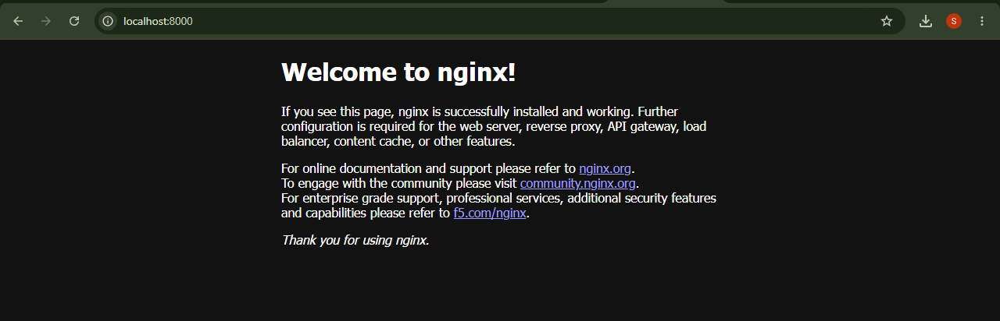 localhost:8000
S
Welcome to nginx!
If you see this page, nginx is successfully installed and working. Further
configuration is required for the web server, reverse proxy, API gateway, load
balancer, content cache, or other features.
For online documentation and support please refer to nginx.org.
To engage with the community please visit community.nginx.org.
For enterprise grade support, professional services, additional security features
and capabilities please refer to f5.com/nginx.
Thank you for using nginx.